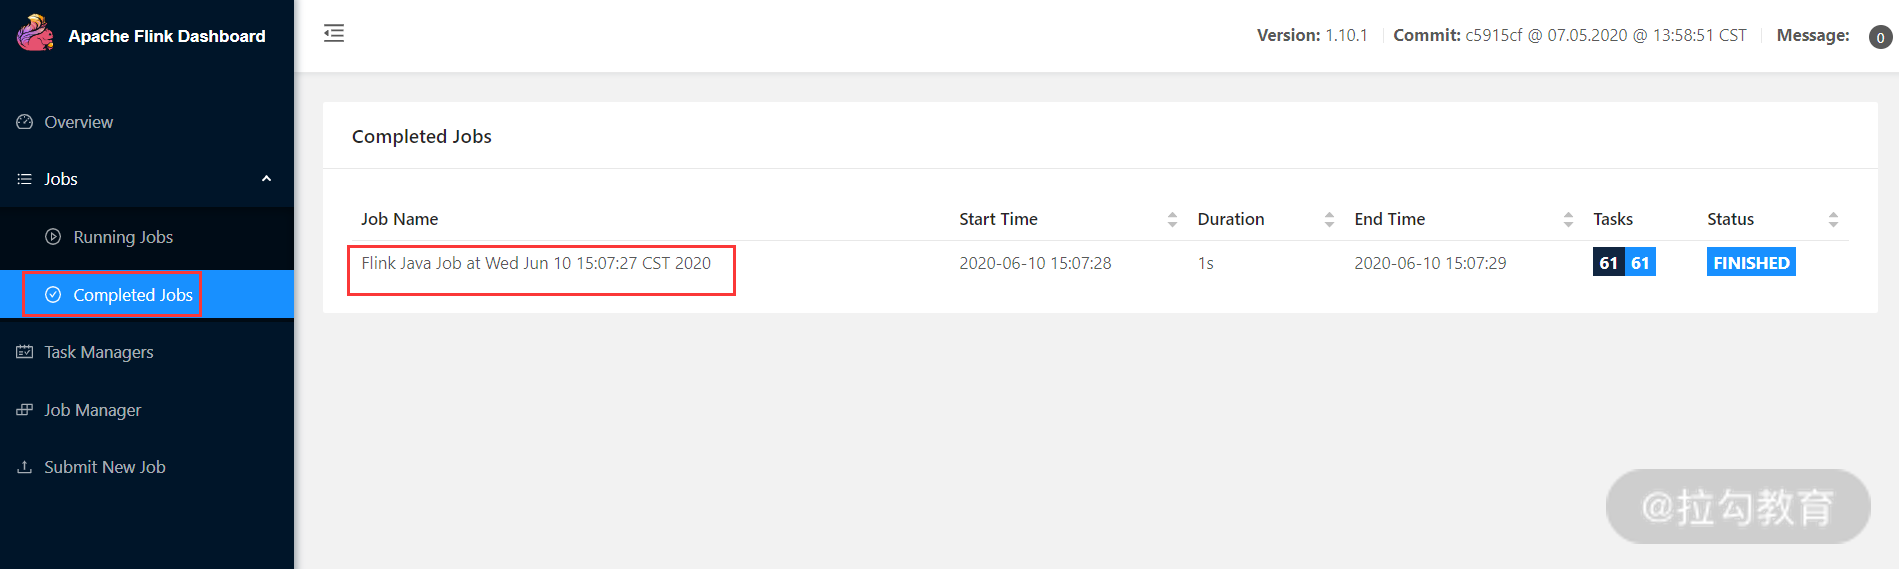 Apache Flink Dashboard
Version: 1.10.1 Commit: c5915cf @ 07.05.2020 @ 13:58:51 CST Message: 0
Overview
Jobs
Running Jobs
Completed Jobs
Task Managers
Job Manager
Submit New Job
Completed Jobs
Job Name Start Time Duration End Time Tasks Status
Flink Java Job at Wed Jun 10 15:07:27 CST 2020 2020-06-10 15:07:28 1s 2020-06-10 15:07:29 61 61 FINISHED
@拉勾教育